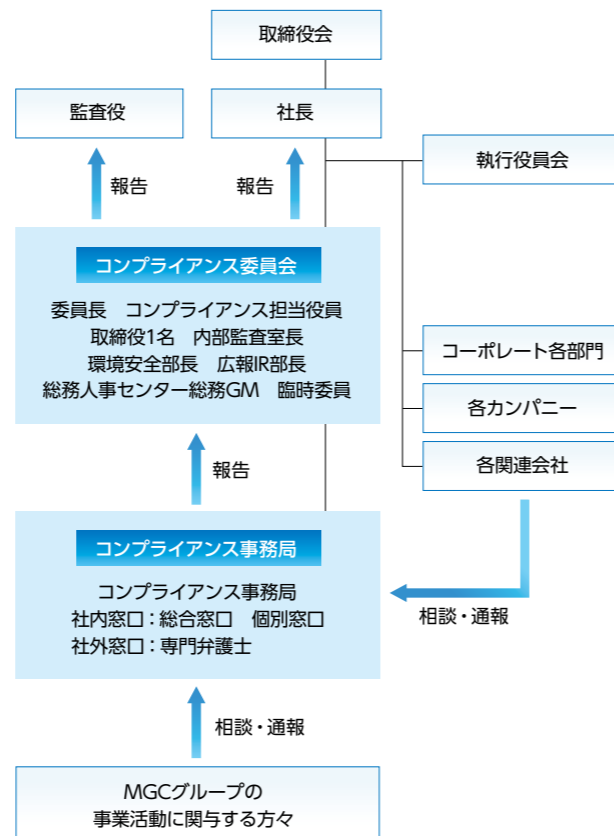 取締役会
監査役
社長
執行役員会
報告
報告
コンプライアンス委員会
委員長　コンプライアンス担当役員
取締役1名　内部監査室長
環境安全部長　広報IR部長
総務人事センター総務GM　臨時委員
コーポレート各部門
各カンパニー
各関連会社
報告
コンプライアンス事務局
コンプライアンス事務局
社内窓口：総合窓口　個別窓口
社外窓口：専門弁護士
相談・通報
相談・通報
MGCグループの
事業活動に関与する方々